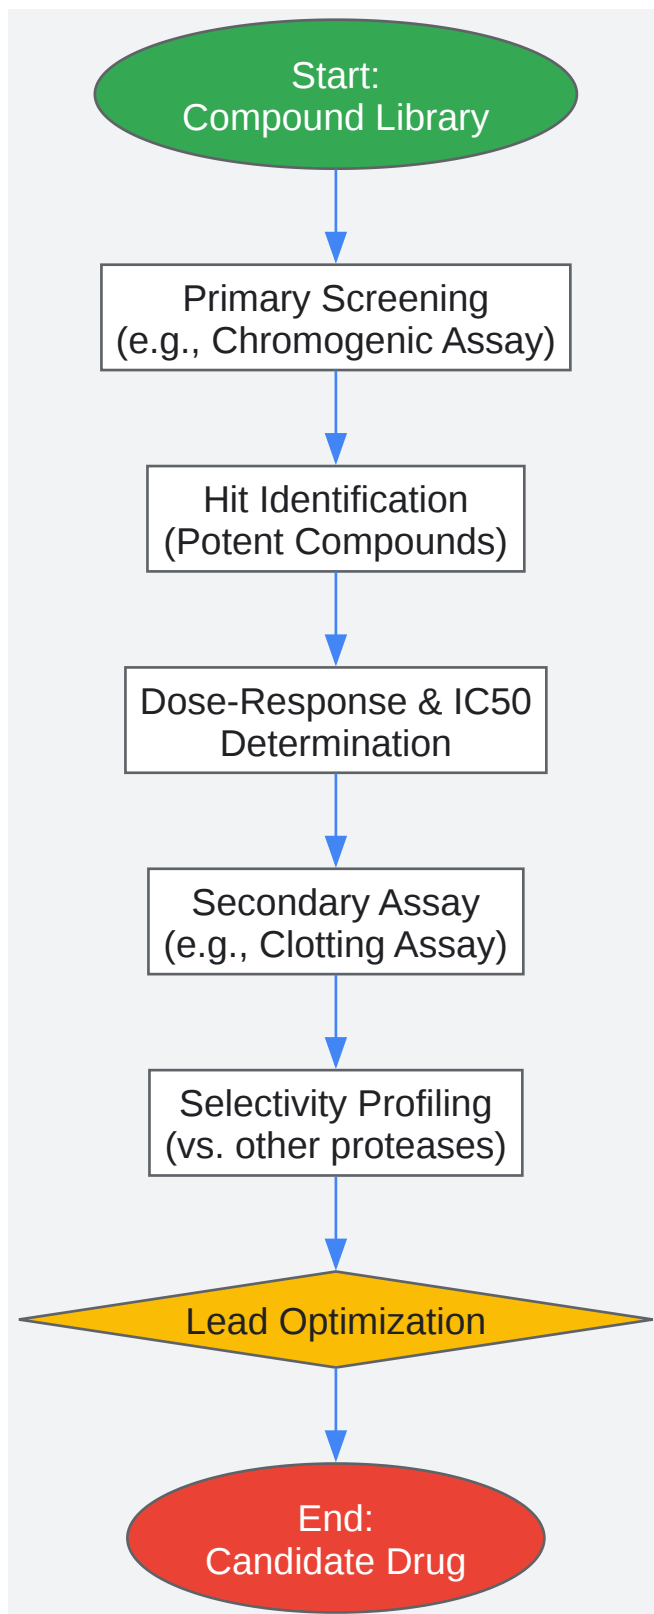 Start:
Compound Library
Primary Screening
(e.g., Chromogenic Assay)
Hit Identification
(Potent Compounds)
Dose-Response & IC50
Determination
Secondary Assay
(e.g., Clotting Assay)
Selectivity Profiling
(vs. other proteases)
Lead Optimization
End:
Candidate Drug